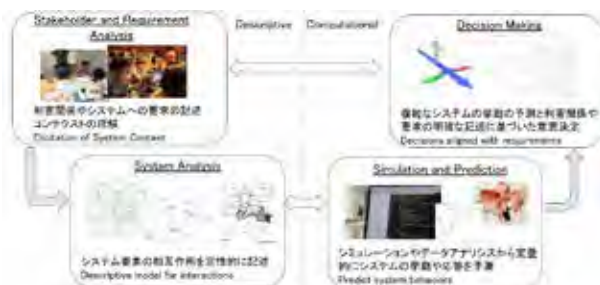 Stakeholder and Requirement
Analysis
利害関係やシステムへの要求の記述
コンテクストの理解
Elicitation of System Context
Descriptive
Computational
Decision Making
複雑なシステムの挙動の予測と利害関係や
要求の明確な記述に基づいた意思決定
Decisions aligned with requirements
System Analysis
システム要素の相互作用を定性的に記述
Descriptive model for interactions
Simulation and Prediction
シミュレーションやデータアナリシスから定量
的にシステムの挙動や応答を予測
Predict system behaviors